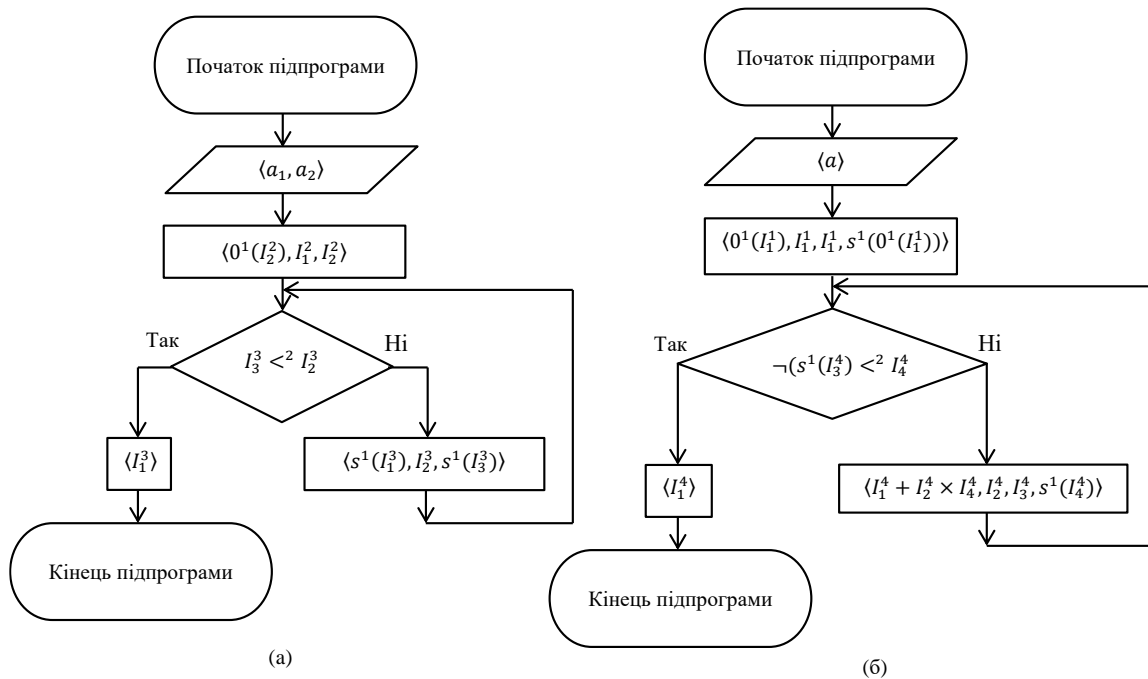 Початок підпрограми
⟨a₁, a₂⟩
⟨0¹(I₂²), I₁², I₂²⟩
Так
Ні
I₃³ <² I₂³
⟨I₁³⟩
⟨s¹(I₁³), I₂³, s¹(I₃³)⟩
Кінець підпрограми
(а)
Початок підпрограми
⟨a⟩
⟨0¹(I₁¹), I₁¹, I₁¹, s¹(0¹(I₁¹))⟩
Так
Ні
¬(s¹(I₃⁴) <² I₄⁴
⟨I₁⁴⟩
⟨I₁⁴ + I₂⁴ × I₄⁴, I₂⁴, I₃⁴, s¹(I₄⁴)⟩
Кінець підпрограми
(б)